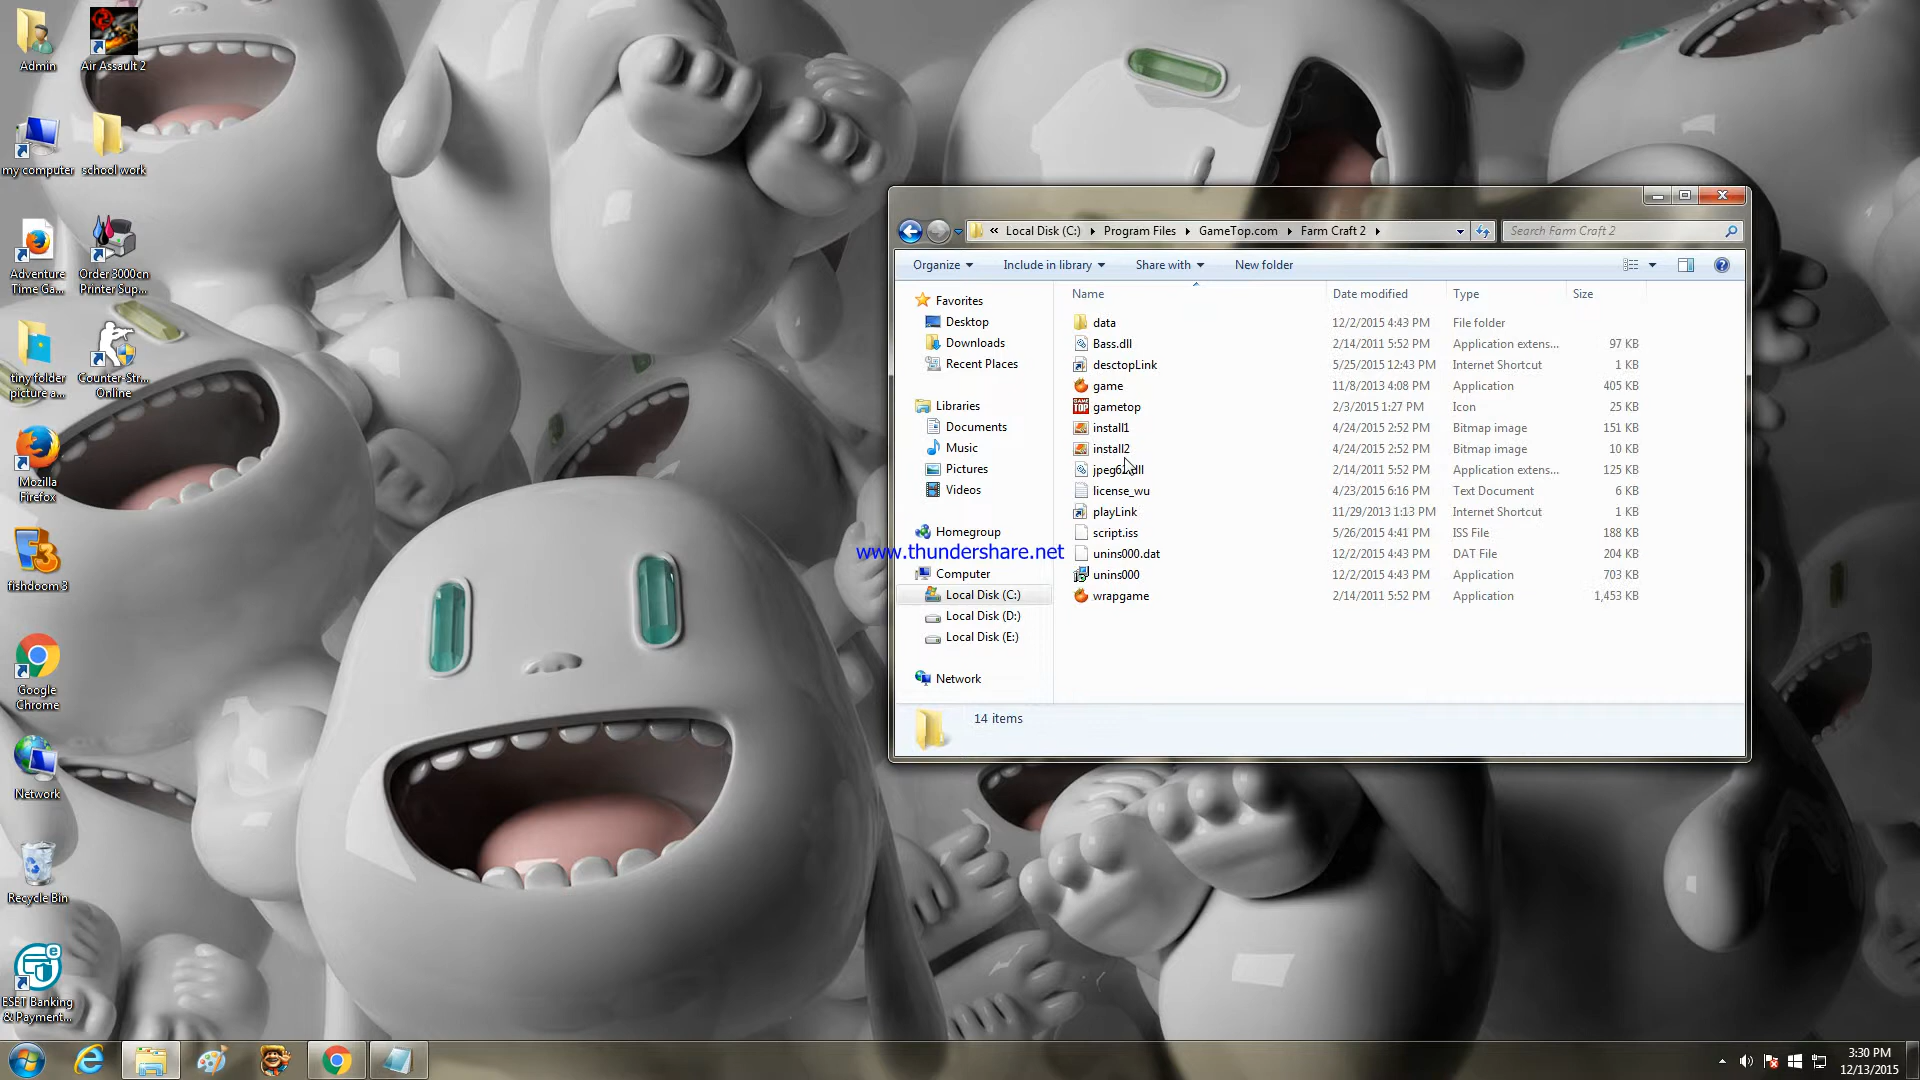 Admin
Air Assault 2
my computer
school work
Adventure
Time Ga...
Order 3000cn
Printer Sup...
tiny folder
picture a...
Counter-Str...
Online
Mozilla
Firefox
fishdoom 3
Google
Chrome
Network
Recycle Bin
ESET Banking
& Payment...
« Local Disk (C:) Program Files GameTop.com Farm Craft 2
Search Farm Craft 2
Organize Include in library Share with New folder
Favorites
Desktop
Downloads
Recent Places
Libraries
Documents
Music
Pictures
Videos
Homegroup
Computer
Local Disk (C:)
Local Disk (D:)
Local Disk (E:)
Network
Name Date modified Type Size
data 12/2/2015 4:43 PM File folder
Bass.dll 2/14/2011 5:52 PM Application extens... 97 KB
desctopLink 5/25/2015 12:43 PM Internet Shortcut 1 KB
game 11/8/2013 4:08 PM Application 405 KB
gametop 2/3/2015 1:27 PM Icon 25 KB
install1 4/24/2015 2:52 PM Bitmap image 151 KB
install2 4/24/2015 2:52 PM Bitmap image 10 KB
2/14/2011 5:52 PM Application extens... 125 KB
license_wu 4/23/2015 6:16 PM Text Document 6 KB
playLink 11/29/2013 1:13 PM Internet Shortcut 1 KB
script.iss 5/26/2015 4:41 PM ISS File 188 KB
unins000.dat 12/2/2015 4:43 PM DAT File 204 KB
unins000 12/2/2015 4:43 PM Application 703 KB
wrapgame 2/14/2011 5:52 PM Application 1,453 KB
www.thundershare.net
14 items
3:30 PM
12/13/2015